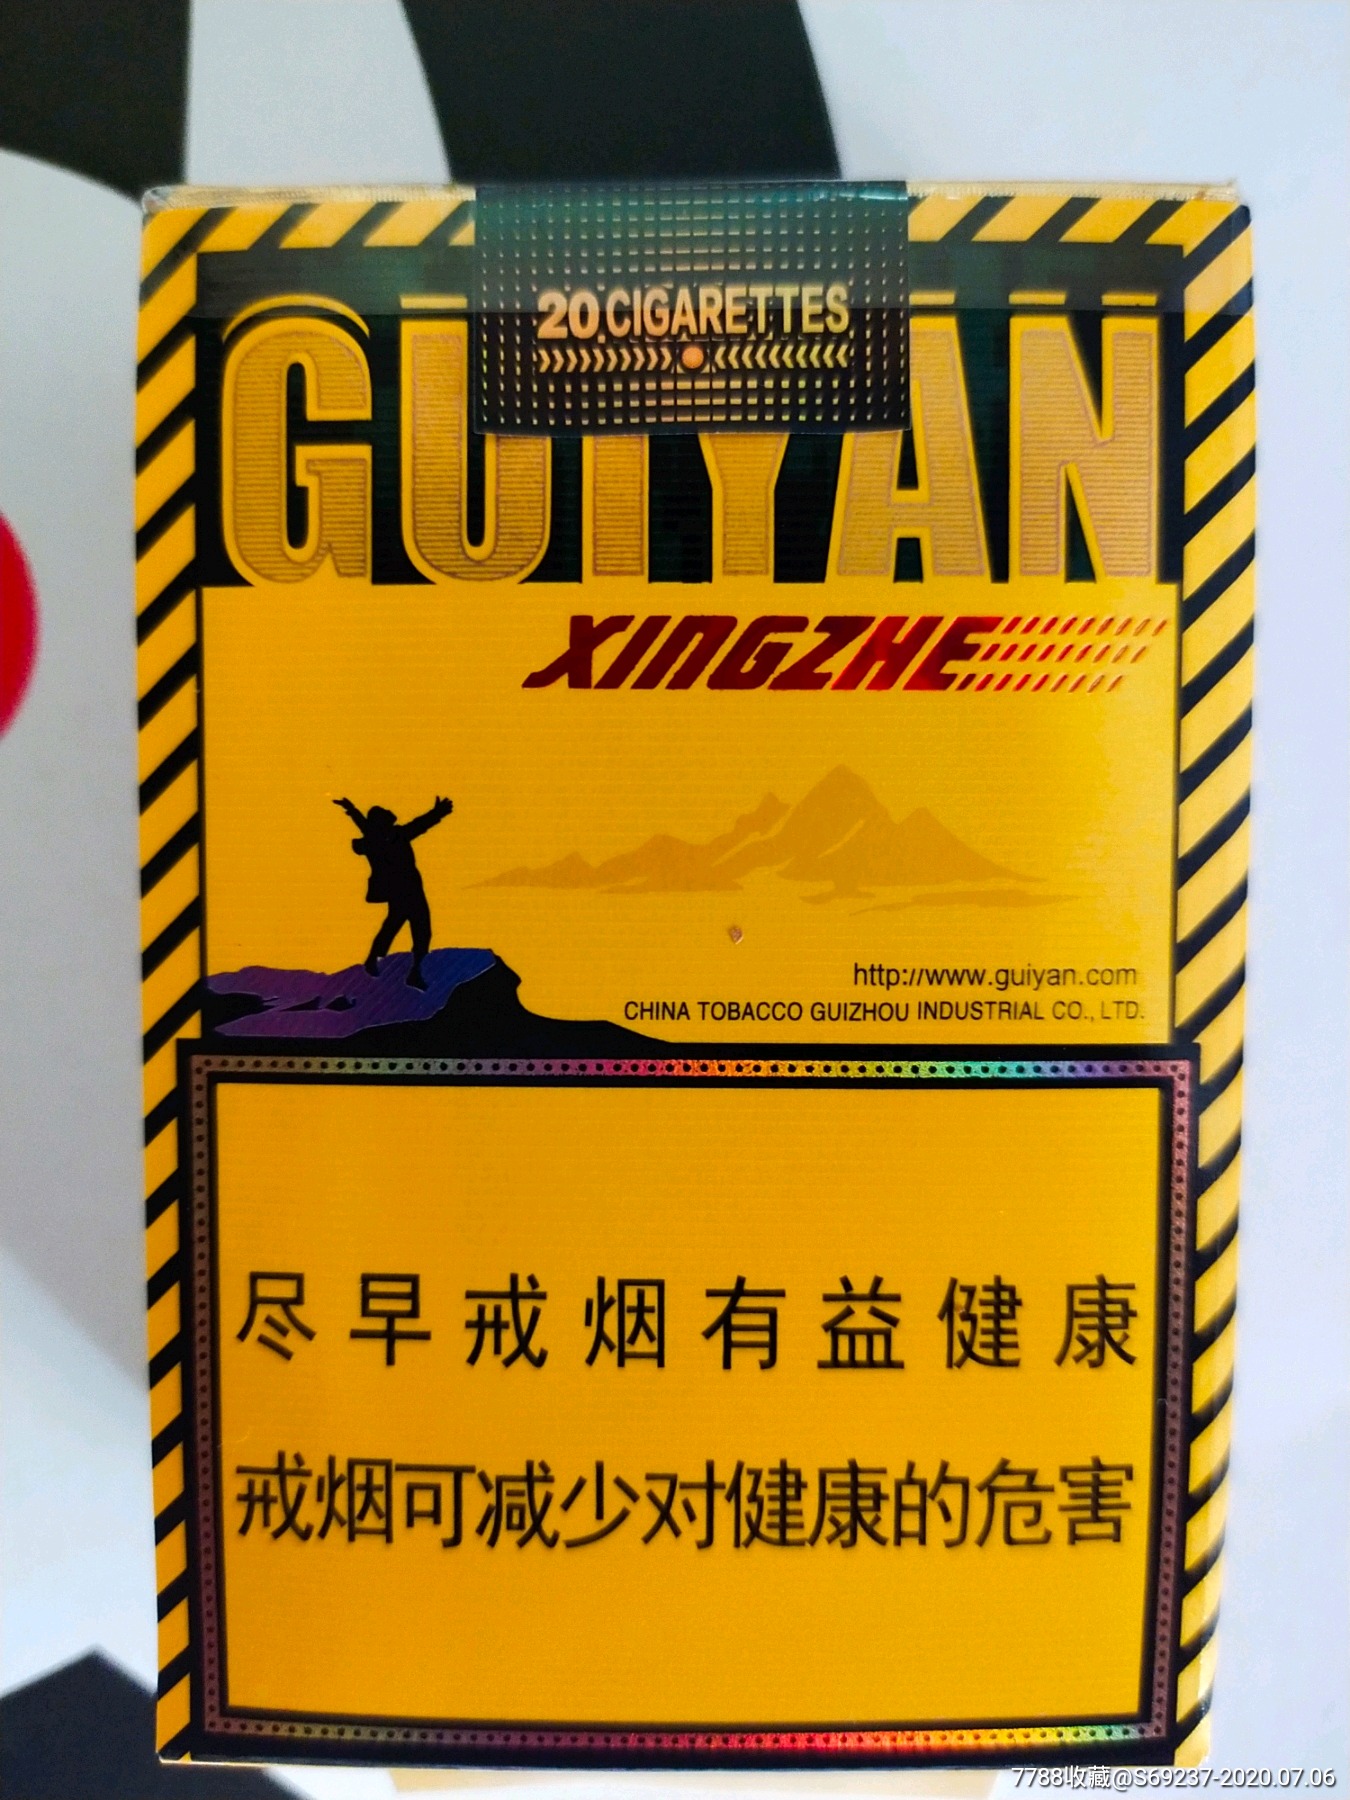 20 CIGARETTES
GUIYAN
XINGZHE
http://www.guiyan.com
CHINA TOBACCO GUIZHOU INDUSTRIAL CO., LTD.
尽早戒烟有益健康
戒烟可减少对健康的危害
7788收藏@S69237-2020.07.06